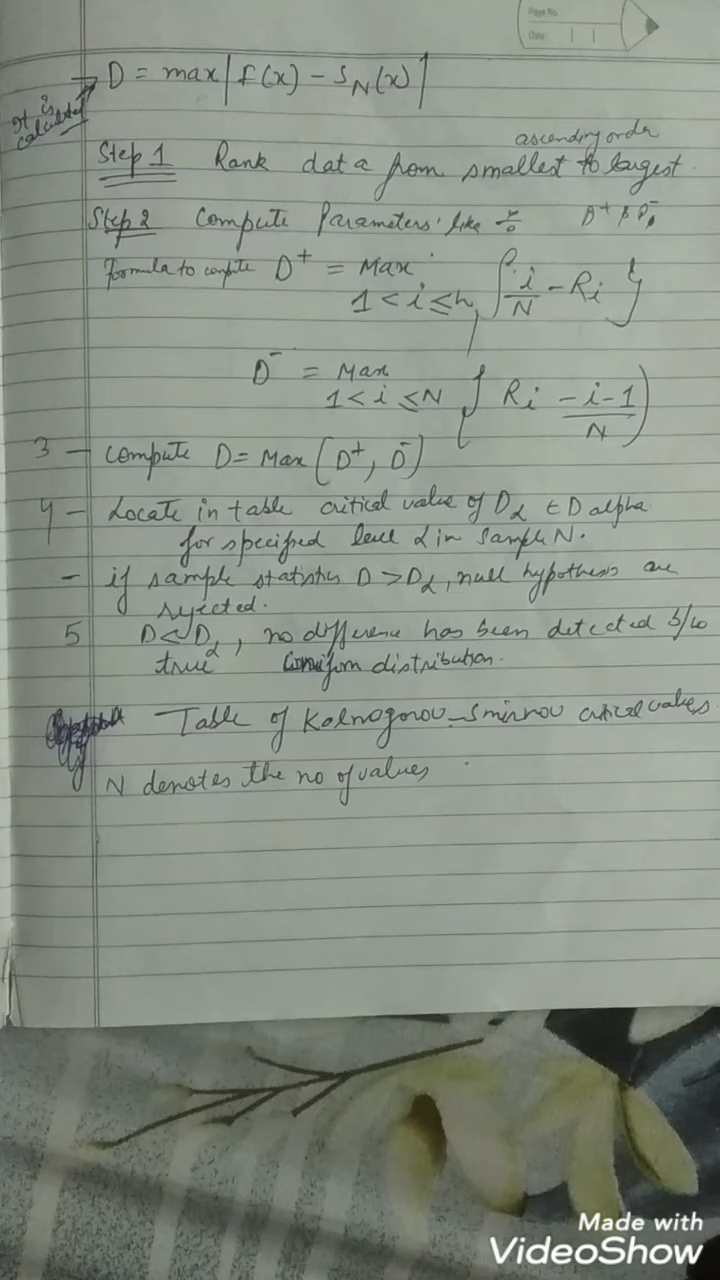 Page No
Date
D = max | F(x) - S_N(x) |
It is
calculated
ascending order
Step 1 Rank data from smallest to largest.
Step 2 Compute Parameters like D⁺ & D⁻
Formula to compute D⁺ = Max
1 < i ≤ n { i/N - Ri }
D⁻ = Max
1 < i ≤ N { Ri - i-1/N }
3 - Compute D = Max (D⁺, D⁻)
4 - Locate in table critical value of Dα D alpha
for specified level α in sample N.
- if sample statistics D > Dα, null hypothesis are
rejected.
5 D < Dα, no difference has been detected b/w
true uniform distribution.
Table of Kolmogorov-Smirnov critical values
N denotes the no of values
Made with
VideoShow